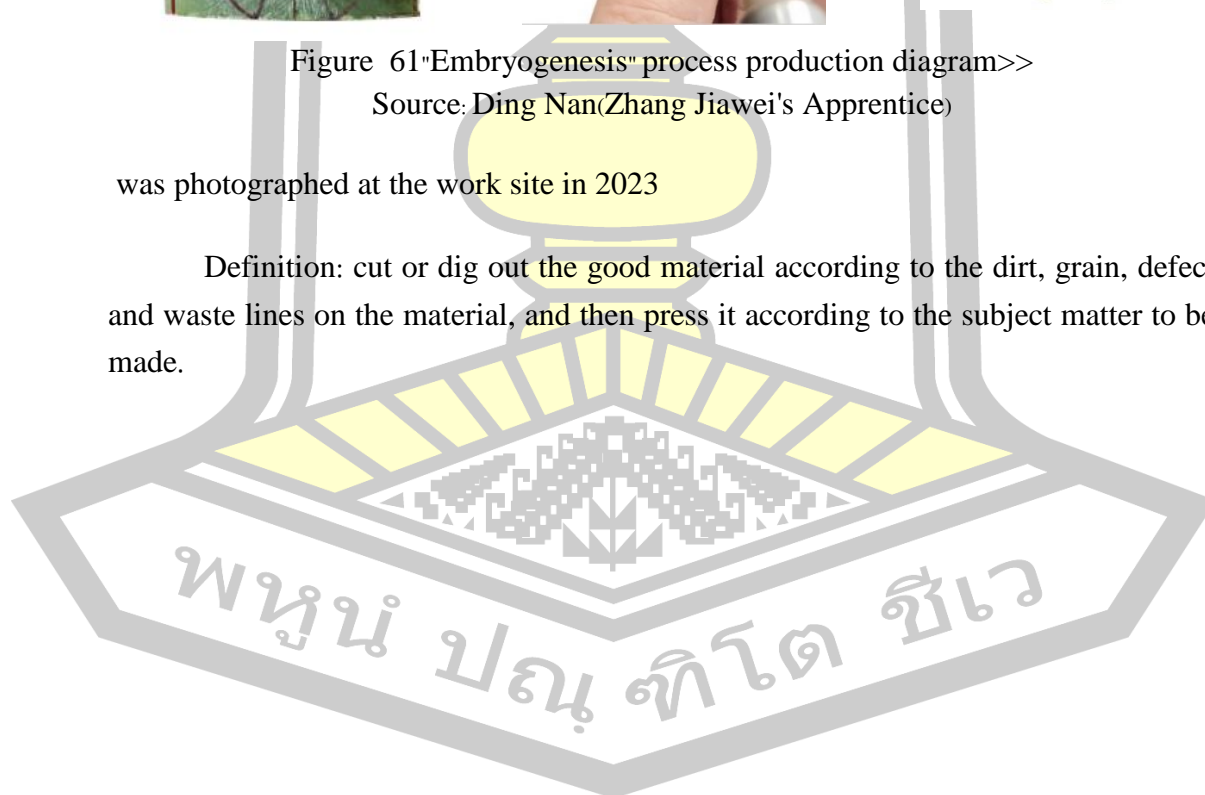 Figure 61"Embryogenesis" process production diagram>>
Source: Ding Nan(Zhang Jiawei's Apprentice)
was photographed at the work site in 2023
Definition: cut or dig out the good material according to the dirt, grain, defec
and waste lines on the material, and then press it according to the subject matter to be
made.
พหูนํ ปณฺฑิโต ชีเว